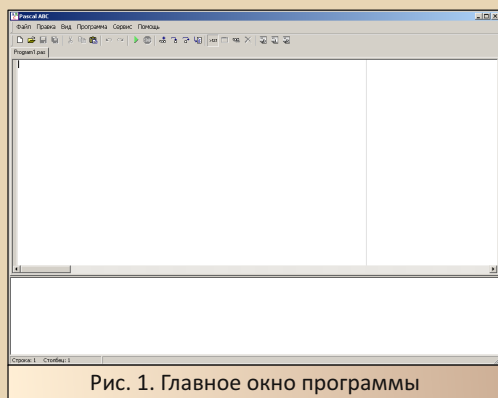 Pascal ABC
Файл Правка Вид Программа Сервис Помощь
Program1.pas
Строка: 1 Столбец: 1
Рис. 1. Главное окно программы